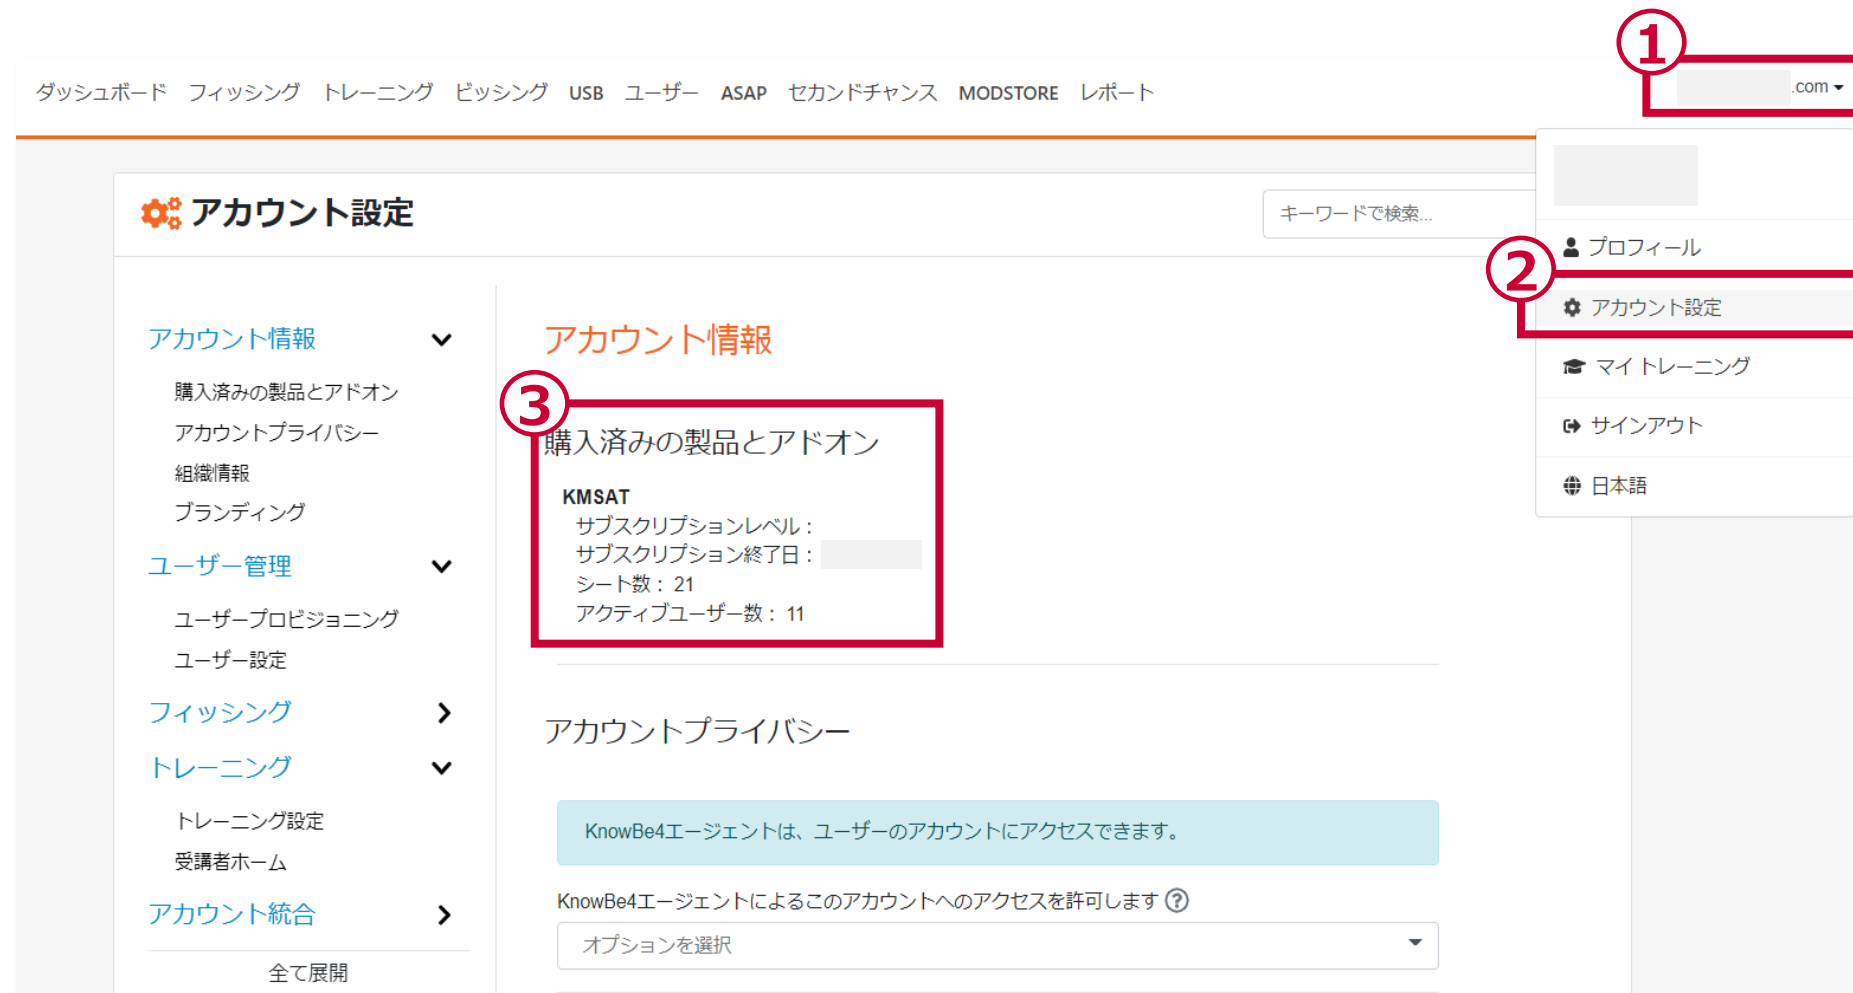 ①
ダッシュボード フィッシング トレーニング ビッシング USB ユーザー ASAP セカンドチャンス MODSTORE レポート
.com
アカウント設定
キーワードで検索...
プロフィール
②
アカウント設定
マイトレーニング
サインアウト
日本語
アカウント情報
購入済みの製品とアドオン
アカウントプライバシー
組織情報
ブランディング
ユーザー管理
ユーザープロビジョニング
ユーザー設定
フィッシング
トレーニング
トレーニング設定
受講者ホーム
アカウント統合
全て展開
アカウント情報
③
購入済みの製品とアドオン
KMSAT
サブスクリプションレベル：
サブスクリプション終了日：
シート数： 21
アクティブユーザー数： 11
アカウントプライバシー
KnowBe4エージェントは、ユーザーのアカウントにアクセスできます。
KnowBe4エージェントによるこのアカウントへのアクセスを許可します ?
オプションを選択